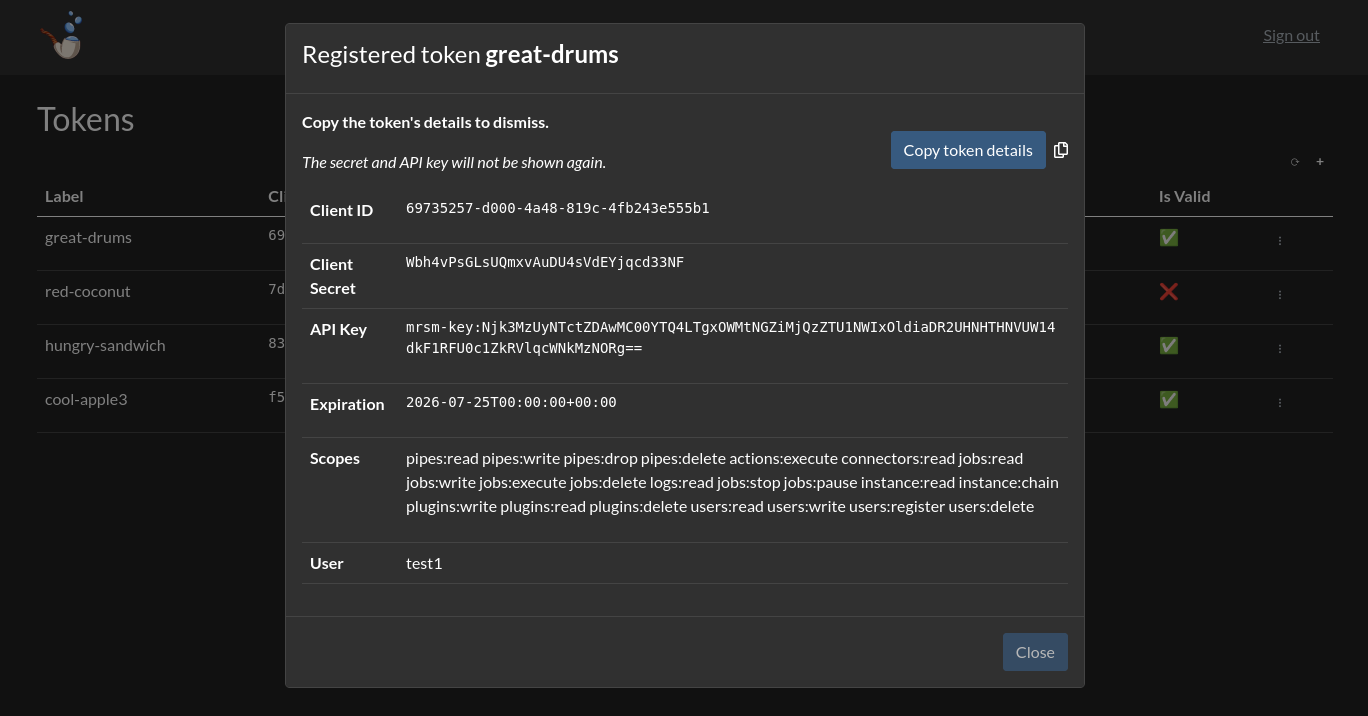 Sign out
Registered token great-drums
Tokens
Copy the token's details to dismiss.
Copy token details
The secret and API key will not be shown again.
Label
Is Valid
Client ID 69735257-d000-4a48-819c-4fb243e555b1
great-drums 69
Client Secret Wbh4vPsGLsUQmxvAuDU4sVdEYjqcd33NF
red-coconut 7d
API Key mrsm-key:Njk3MzUyNTctZDAwMC00YTQ4LTgxOWMtNGZiMjQzZTU1NWIxOldiaDR2UHNHTHNVUW14
dkF1RFU0c1ZkRVlqcWNkMzNORg==
hungry-sandwich 83
Expiration 2026-07-25T00:00:00+00:00
cool-apple3 f5
Scopes pipes:read pipes:write pipes:drop pipes:delete actions:execute connectors:read jobs:read
jobs:write jobs:execute jobs:delete logs:read jobs:stop jobs:pause instance:read instance:chain
plugins:write plugins:read plugins:delete users:read users:write users:register users:delete
User test1
Close